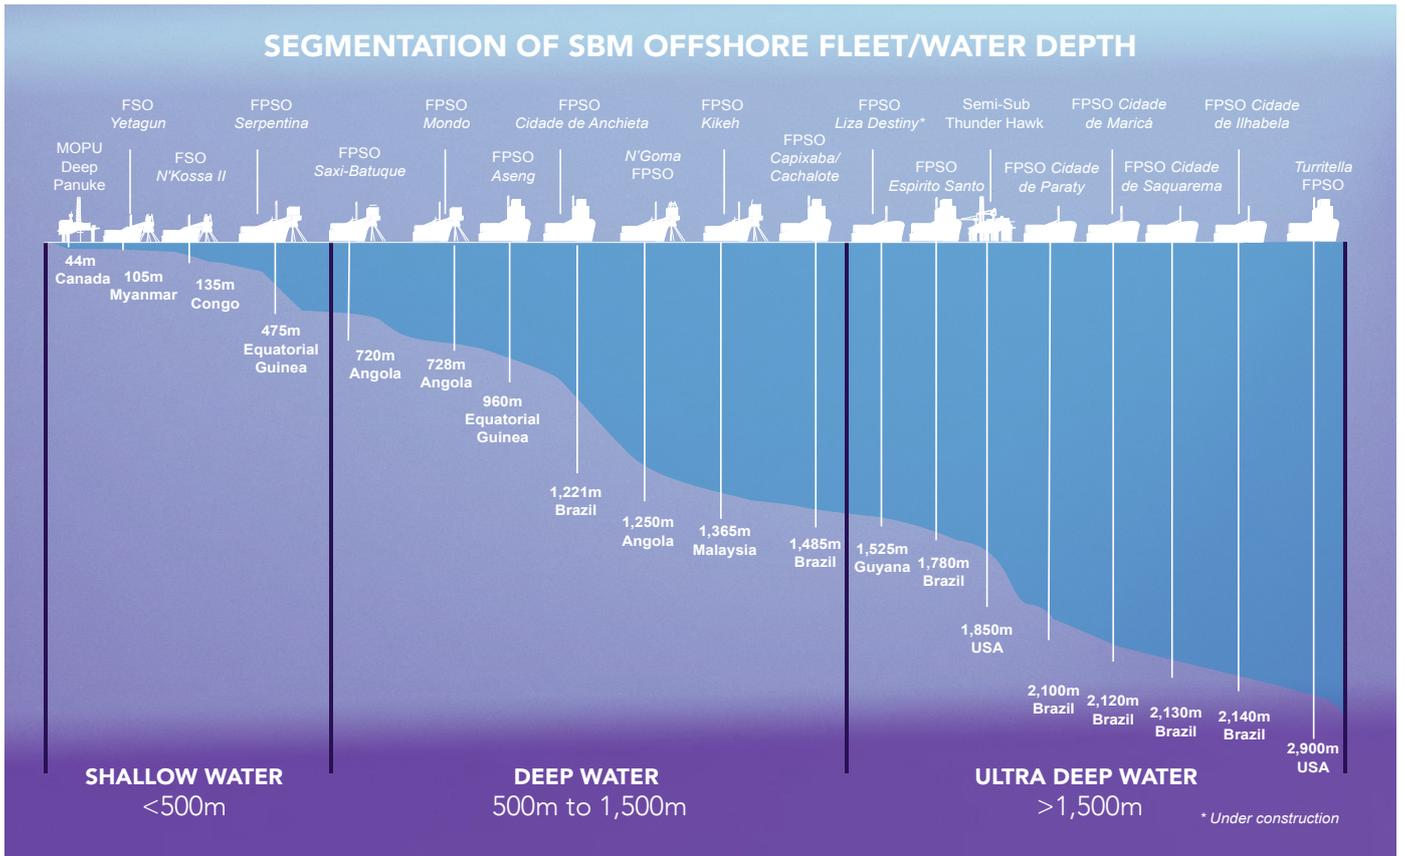 SEGMENTATION OF SBM OFFSHORE FLEET/WATER DEPTH
MOPU
Deep
Panuke
FSO
Yetagun
FSO
N'Kossa II
FPSO
Serpentina
FPSO
Saxi-Batuque
FPSO
Mondo
FPSO
Aseng
FPSO
Cidade de Anchieta
N'Goma
FPSO
FPSO
Kikeh
FPSO
Capixaba/
Cachalote
FPSO
Liza Destiny*
FPSO
Espirito Santo
Semi-Sub
Thunder Hawk
FPSO Cidade
de Paraty
FPSO Cidade
de Maricá
FPSO Cidade
de Saquarema
FPSO Cidade
de Ilhabela
Turritella
FPSO
44m
Canada
105m
Myanmar
135m
Congo
475m
Equatorial
Guinea
720m
Angola
728m
Angola
960m
Equatorial
Guinea
1,221m
Brazil
1,250m
Angola
1,365m
Malaysia
1,485m
Brazil
1,525m
Guyana
1,780m
Brazil
1,850m
USA
2,100m
Brazil
2,120m
Brazil
2,130m
Brazil
2,140m
Brazil
2,900m
USA
SHALLOW WATER
<500m
DEEP WATER
500m to 1,500m
ULTRA DEEP WATER
>1,500m
* Under construction